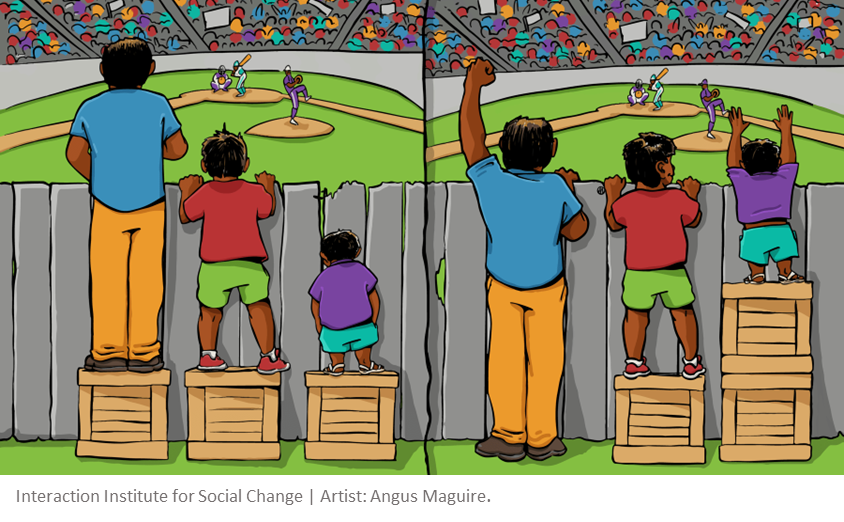 Interaction Institute for Social Change | Artist: Angus Maguire.